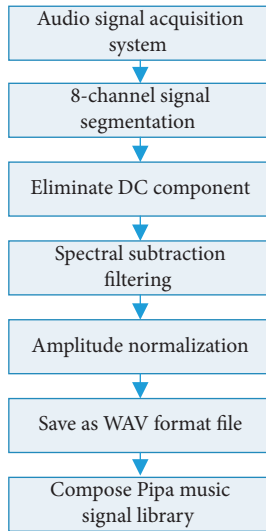 Audio signal acquisition
system
8-channel signal
segmentation
Eliminate DC component
Spectral subtraction
filtering
Amplitude normalization
Save as WAV format file
Compose Pipa music
signal library